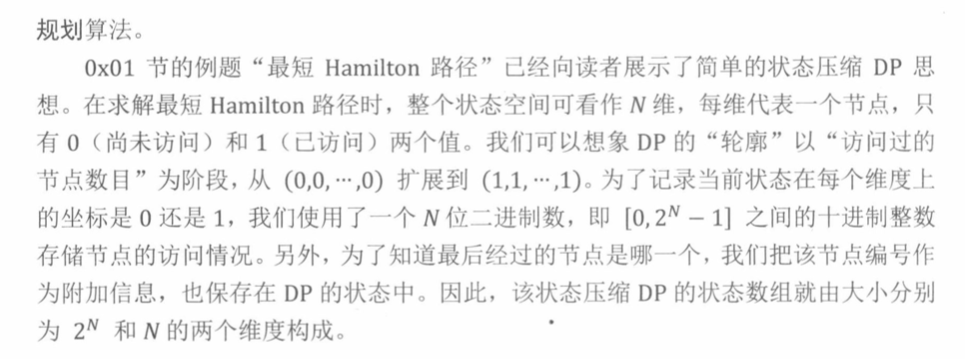 规划算法。
0x01 节的例题“最短 Hamilton 路径”已经向读者展示了简单的状态压缩 DP 思
想。在求解最短 Hamilton 路径时，整个状态空间可看作 N 维，每维代表一个节点，只
有 0（尚未访问）和 1（已访问）两个值。我们可以想象 DP 的“轮廓”以“访问过的
节点数目”为阶段，从 (0,0,⋯,0) 扩展到 (1,1,⋯,1)。为了记录当前状态在每个维度上
的坐标是 0 还是 1，我们使用了一个 N 位二进制数，即 [0, 2^N − 1] 之间的十进制整数
存储节点的访问情况。另外，为了知道最后经过的节点是哪一个，我们把该节点编号作
为附加信息，也保存在 DP 的状态中。因此，该状态压缩 DP 的状态数组就由大小分别
为 2^N 和 N 的两个维度构成。